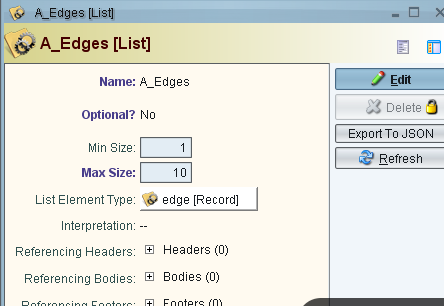 A_Edges [List]
A_Edges [List]
Name: A_Edges
Edit
Optional? No
Delete
Min Size: 1
Export To JSON
Max Size: 10
Refresh
List Element Type: edge [Record]
Interpretation: --
Referencing Headers: Headers (0)
Referencing Bodies: Bodies (0)
Referencing Footers: Footers (0)